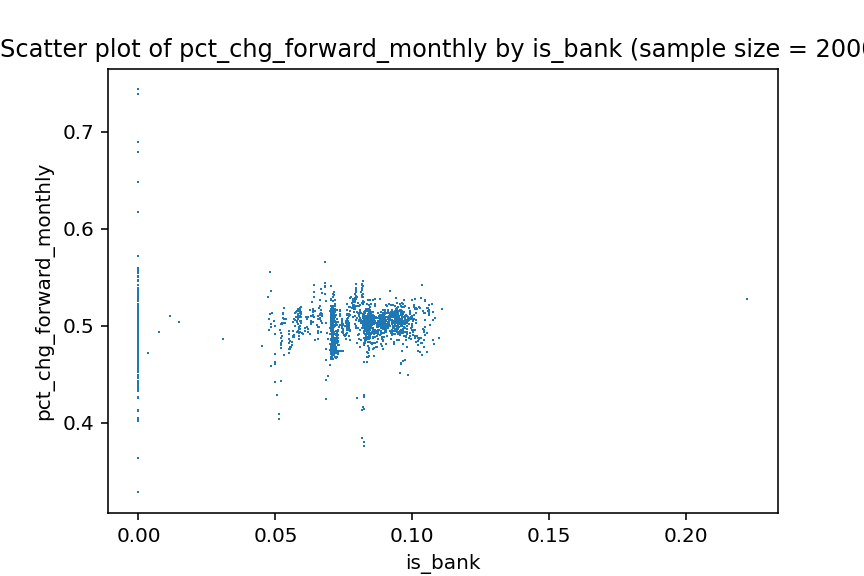 Scatter plot of pct_chg_forward_monthly by is_bank (sample size = 200
0.7
0.6
0.5
0.4
pct_chg_forward_monthly
0.00 0.05 0.10 0.15 0.20
is_bank